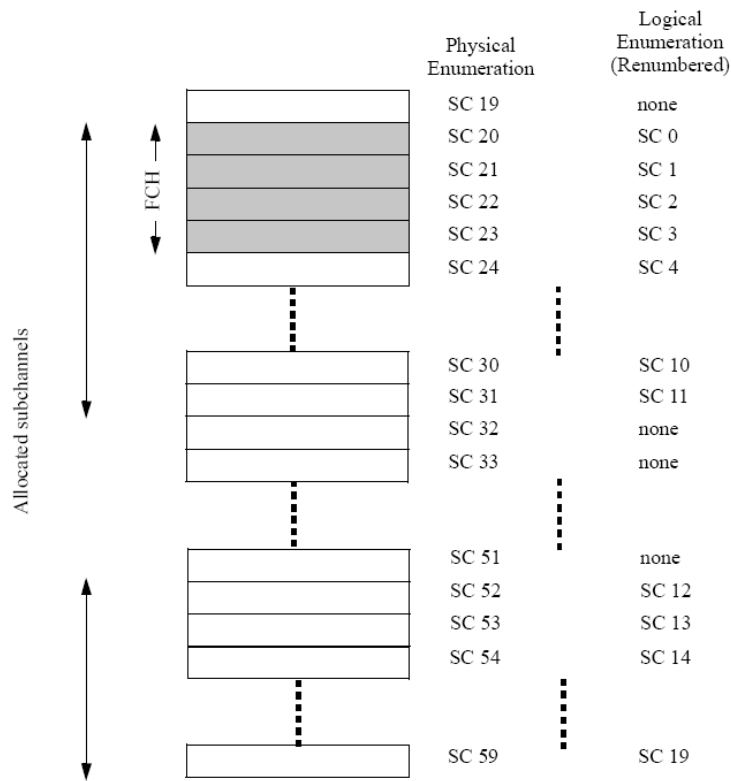 Physical
Enumeration
Logical
Enumeration
(Renumbered)
SC 19 none
SC 20 SC 0
SC 21 SC 1
SC 22 SC 2
SC 23 SC 3
SC 24 SC 4
FCH
SC 30 SC 10
SC 31 SC 11
SC 32 none
SC 33 none
Allocated subchannels
SC 51 none
SC 52 SC 12
SC 53 SC 13
SC 54 SC 14
SC 59 SC 19